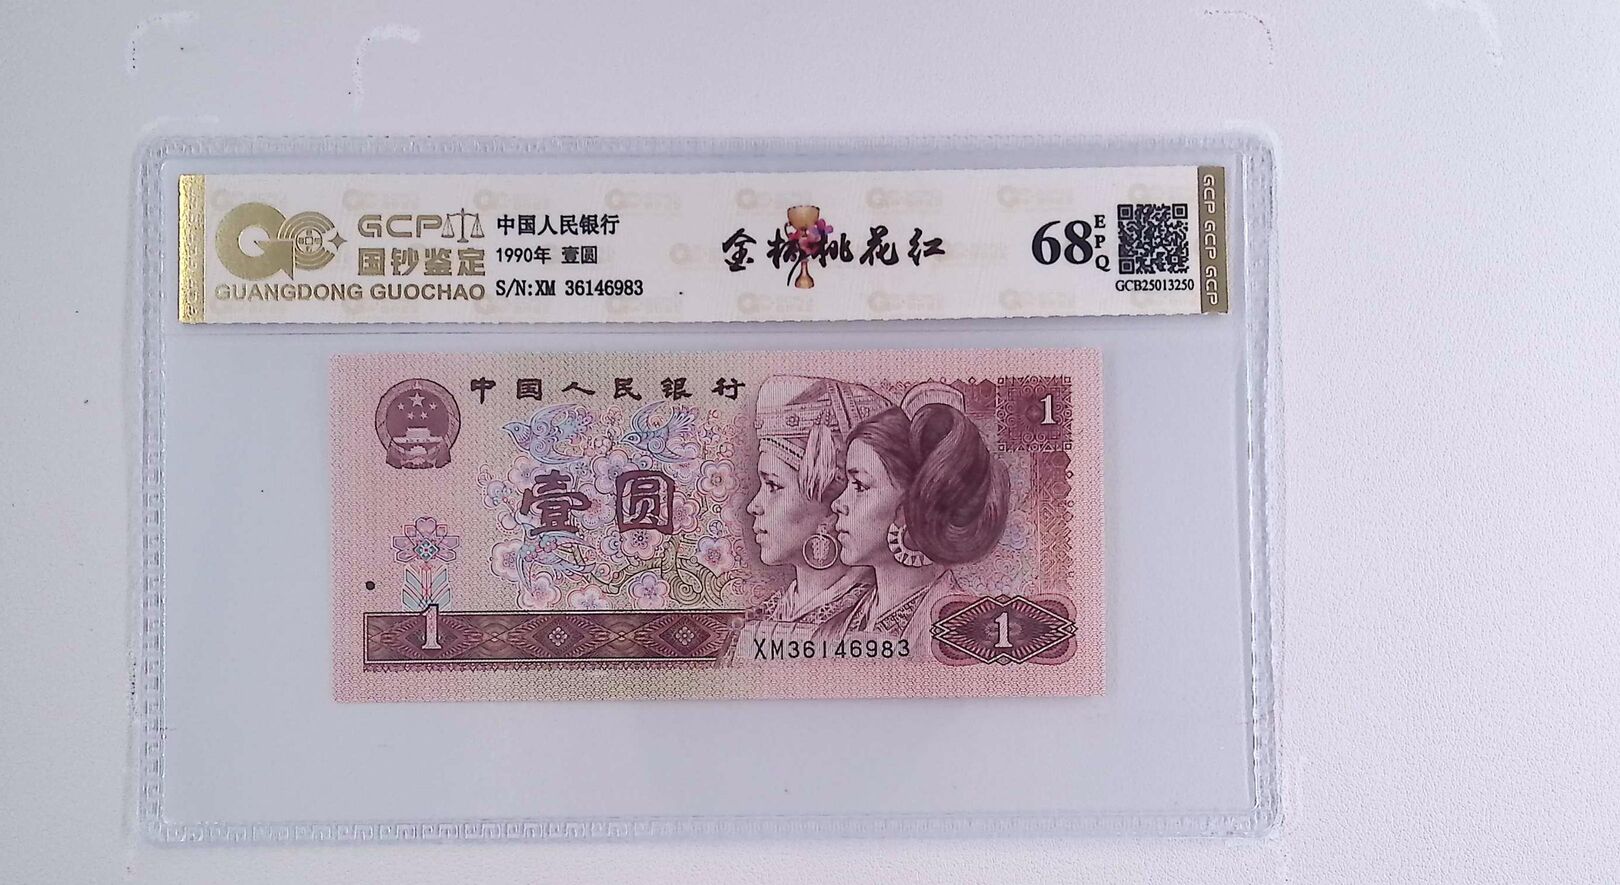 GCP
国钞鉴定
GUANGDONG GUOCHAO
中国人民银行
1990年 壹圆
S/N:XM 36146983
金杯桃花红
68
EPQ
GCB25013250
GCP GCP GCP
中国人民银行
1
壹圆
1
XM36146983
1